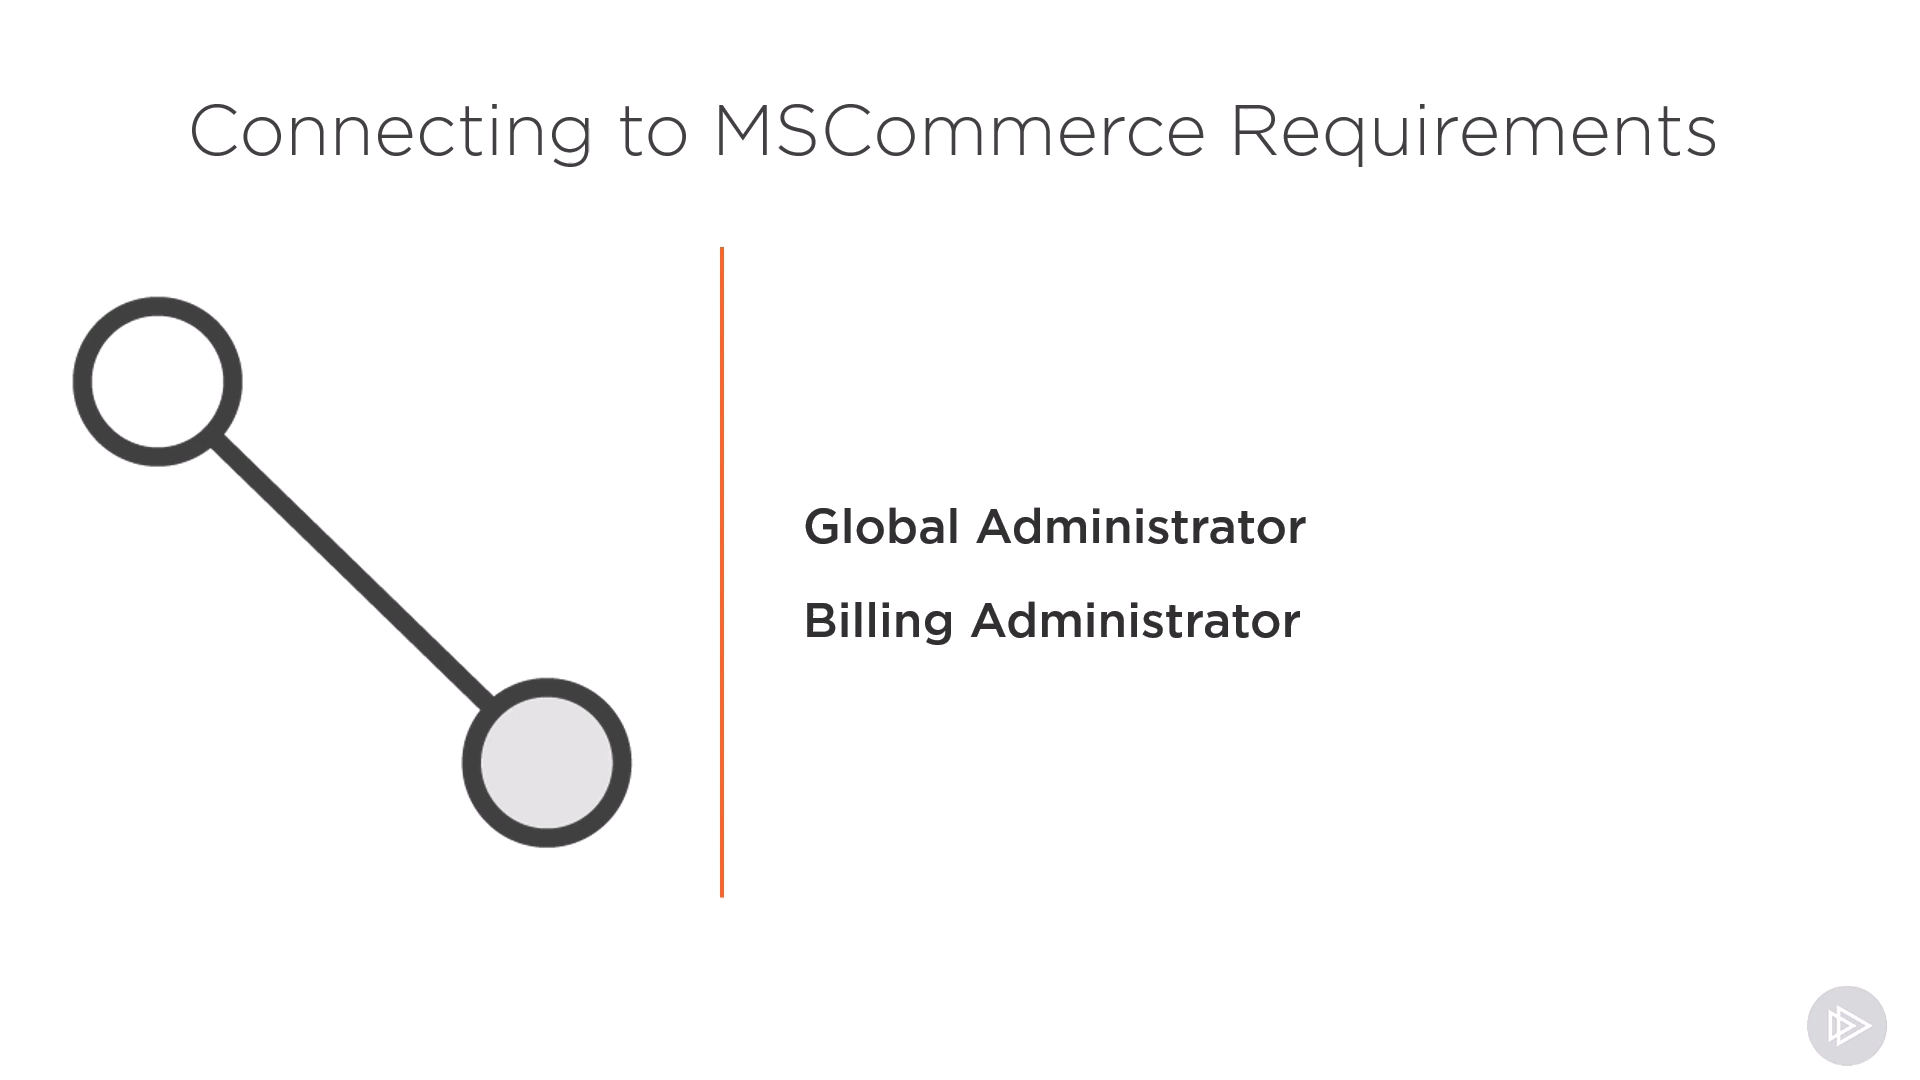 Connecting to MSCommerce Requirements
Global Administrator
Billing Administrator